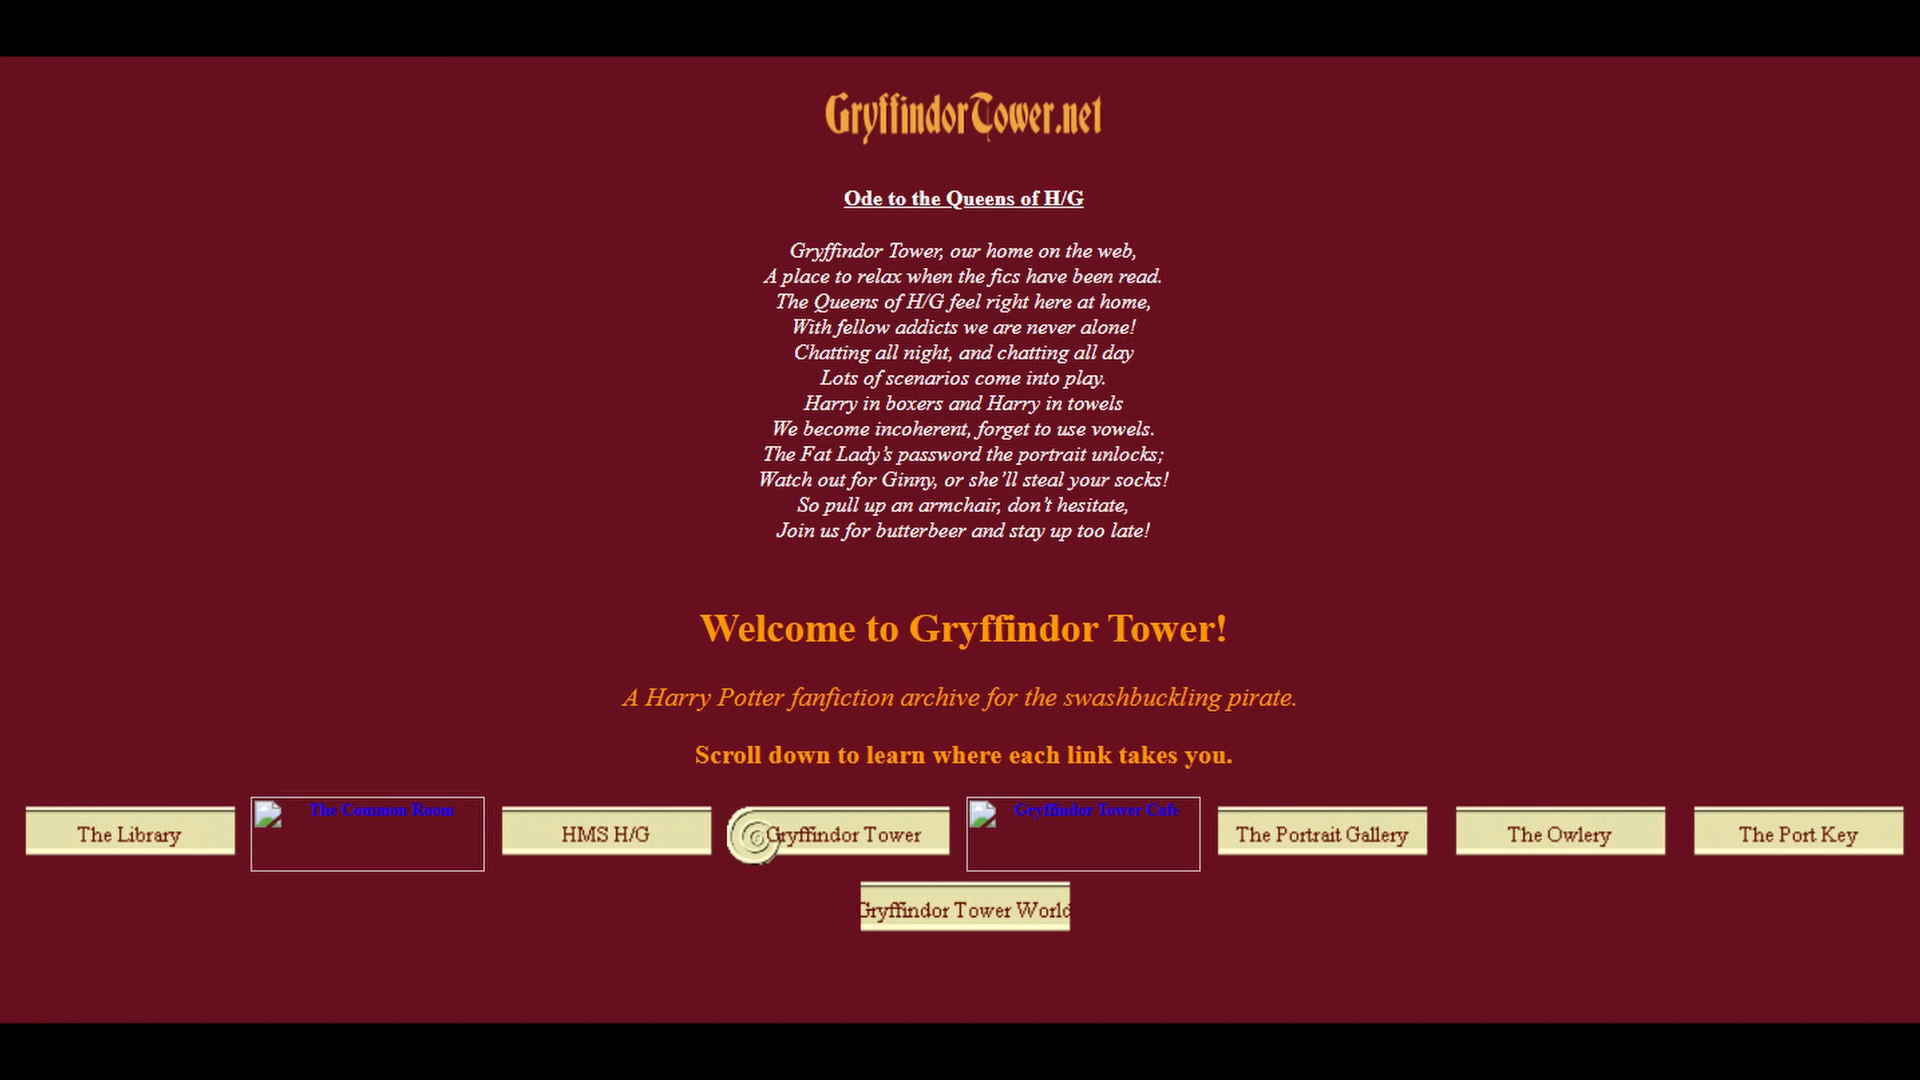 GryffindorTower.net
Ode to the Queens of H/G
Gryffindor Tower, our home on the web,
A place to relax when the fics have been read.
The Queens of H/G feel right here at home,
With fellow addicts we are never alone!
Chatting all night, and chatting all day
Lots of scenarios come into play.
Harry in boxers and Harry in towels
We become incoherent, forget to use vowels.
The Fat Lady’s password the portrait unlocks;
Watch out for Ginny, or she’ll steal your socks!
So pull up an armchair, don’t hesitate,
Join us for butterbeer and stay up too late!
Welcome to Gryffindor Tower!
A Harry Potter fanfiction archive for the swashbuckling pirate.
Scroll down to learn where each link takes you.
The Library
The Common Room
HMS H/G
Gryffindor Tower
Gryffindor Tower Cafe
The Portrait Gallery
The Owlery
The Port Key
Gryffindor Tower World